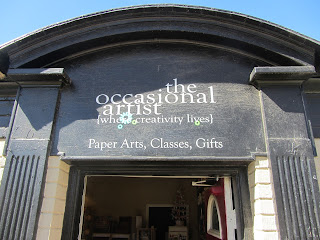 the
occasional
artist
{where creativity lives}
Paper Arts, Classes, Gifts